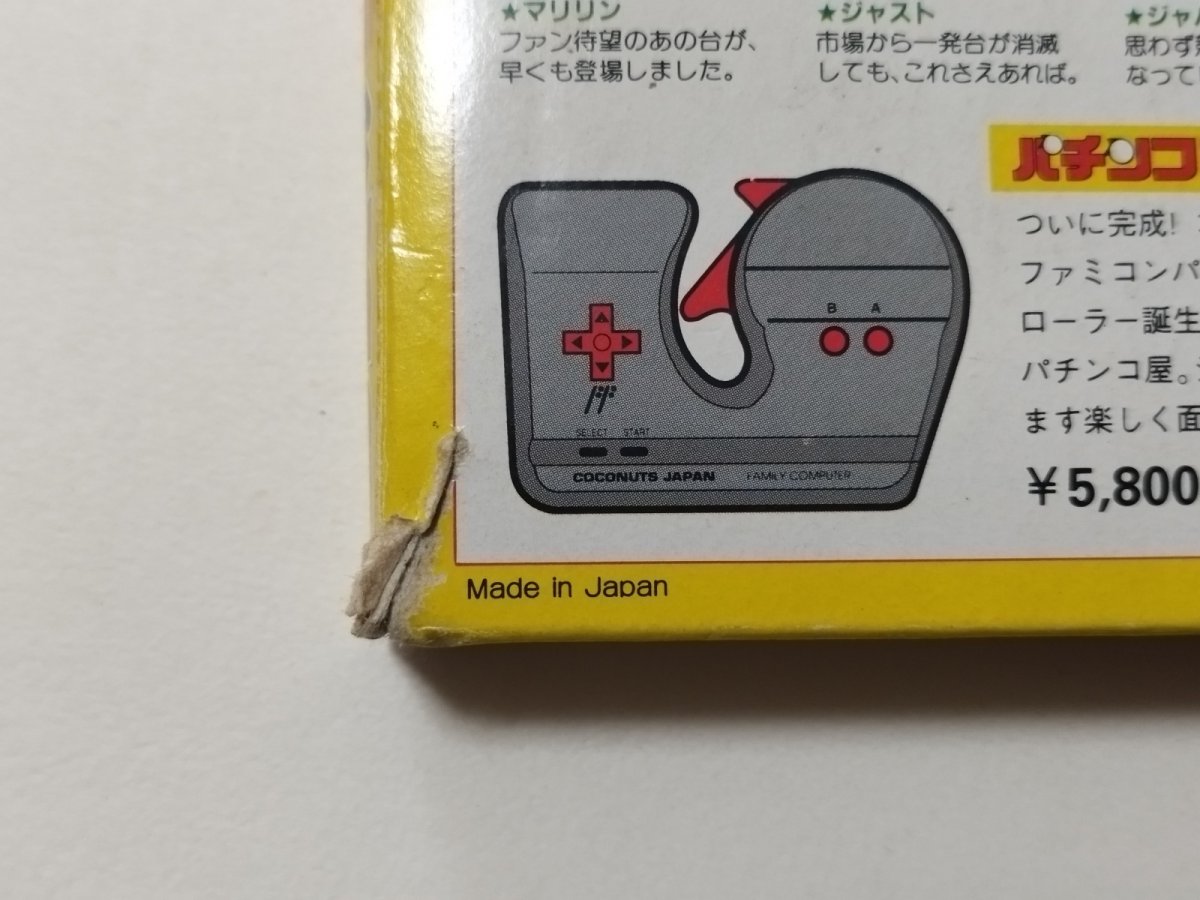 ★マリリン
ファン待望のあの台が、
早くも登場しました。
★ジャスト
市場から一発台が消滅
しても、これさえあれば。
★ジャ
思わず
なって
パチンコ
ついに完成!
ファミコンパ
ローラー誕生
パチンコ屋。
ます楽しく面
¥5,800
B A
SELECT START
COCONUTS JAPAN FAMILY COMPUTER
Made in Japan